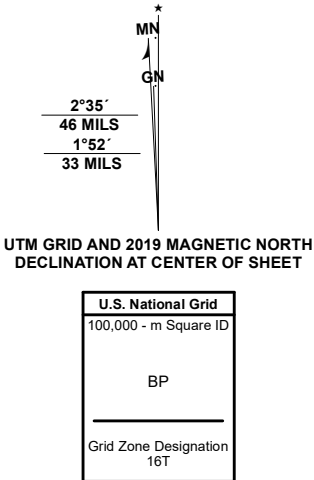 ★
MN
GN
2°35´
46 MILS
1°52´
33 MILS
UTM GRID AND 2019 MAGNETIC NORTH
DECLINATION AT CENTER OF SHEET
U.S. National Grid
100,000 - m Square ID
BP
Grid Zone Designation
16T